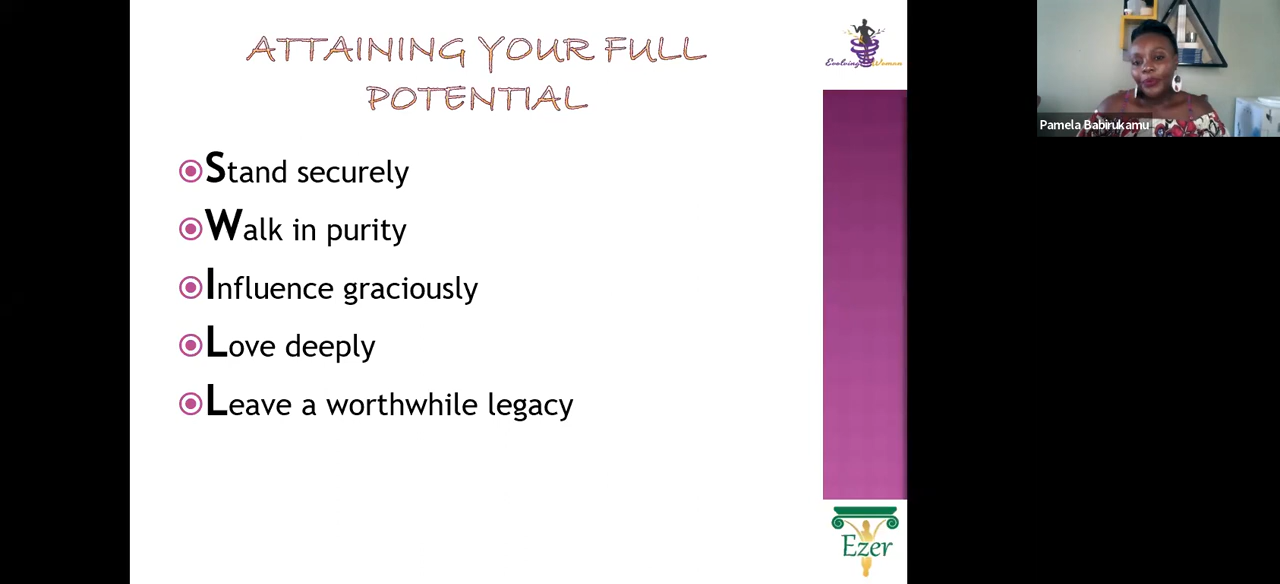 ATTAINING YOUR FULL
POTENTIAL
Evolving Woman
Pamela Babirukamu
Stand securely
Walk in purity
Influence graciously
Love deeply
Leave a worthwhile legacy
Ezer